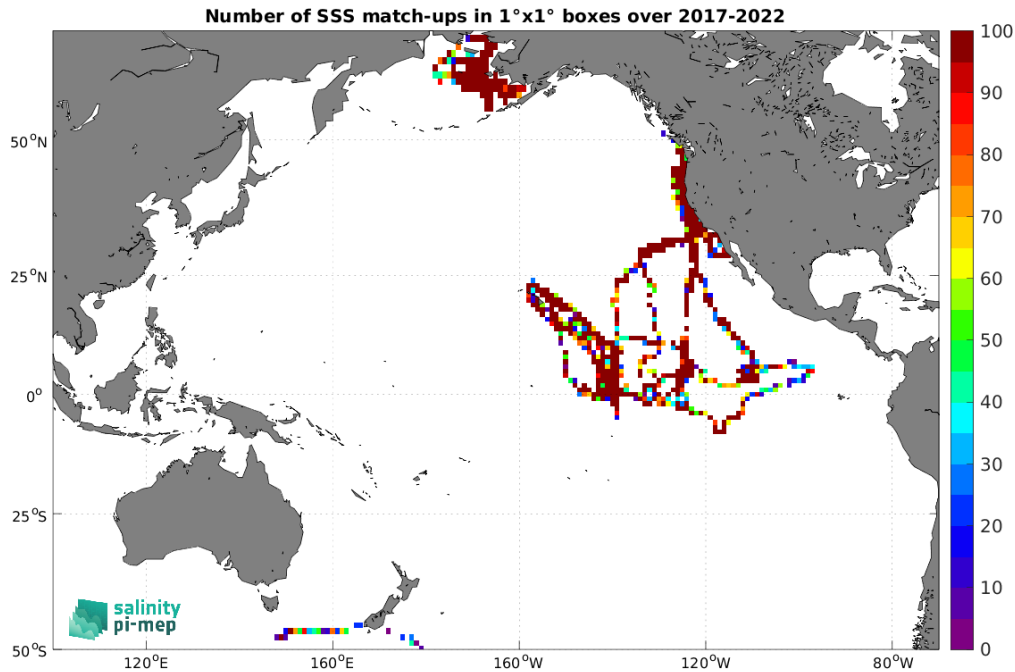 Number of SSS match-ups in 1°x1° boxes over 2017-2022
50°N
25°N
0°
25°S
50°S
120°E
160°E
160°W
120°W
80°W
100
90
80
70
60
50
40
30
20
10
0
salinity
pi-mep